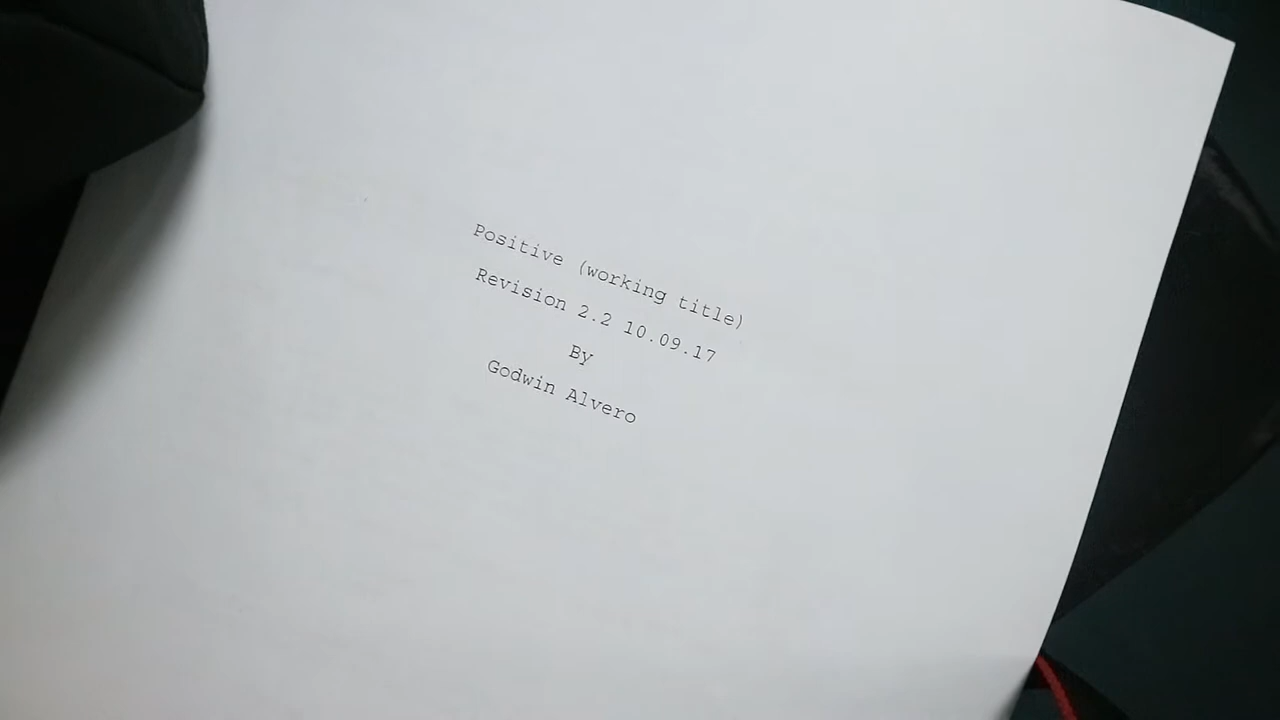 Positive (working title)
Revision 2.2 10.09.17
By
Godwin Alvero